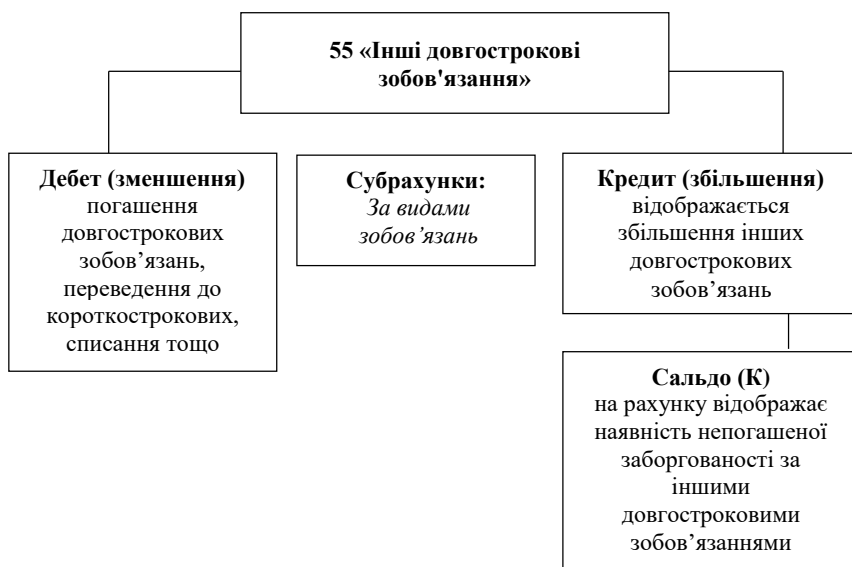 55 «Інші довгострокові
зобов'язання»
Дебет (зменшення)
погашення
довгострокових
зобов’язань,
переведення до
короткострокових,
списання тощо
Субрахунки:
За видами
зобов’язань
Кредит (збільшення)
відображається
збільшення інших
довгострокових
зобов’язань
Сальдо (К)
на рахунку відображає
наявність непогашеної
заборгованості за
іншими
довгостроковими
зобов’язаннями